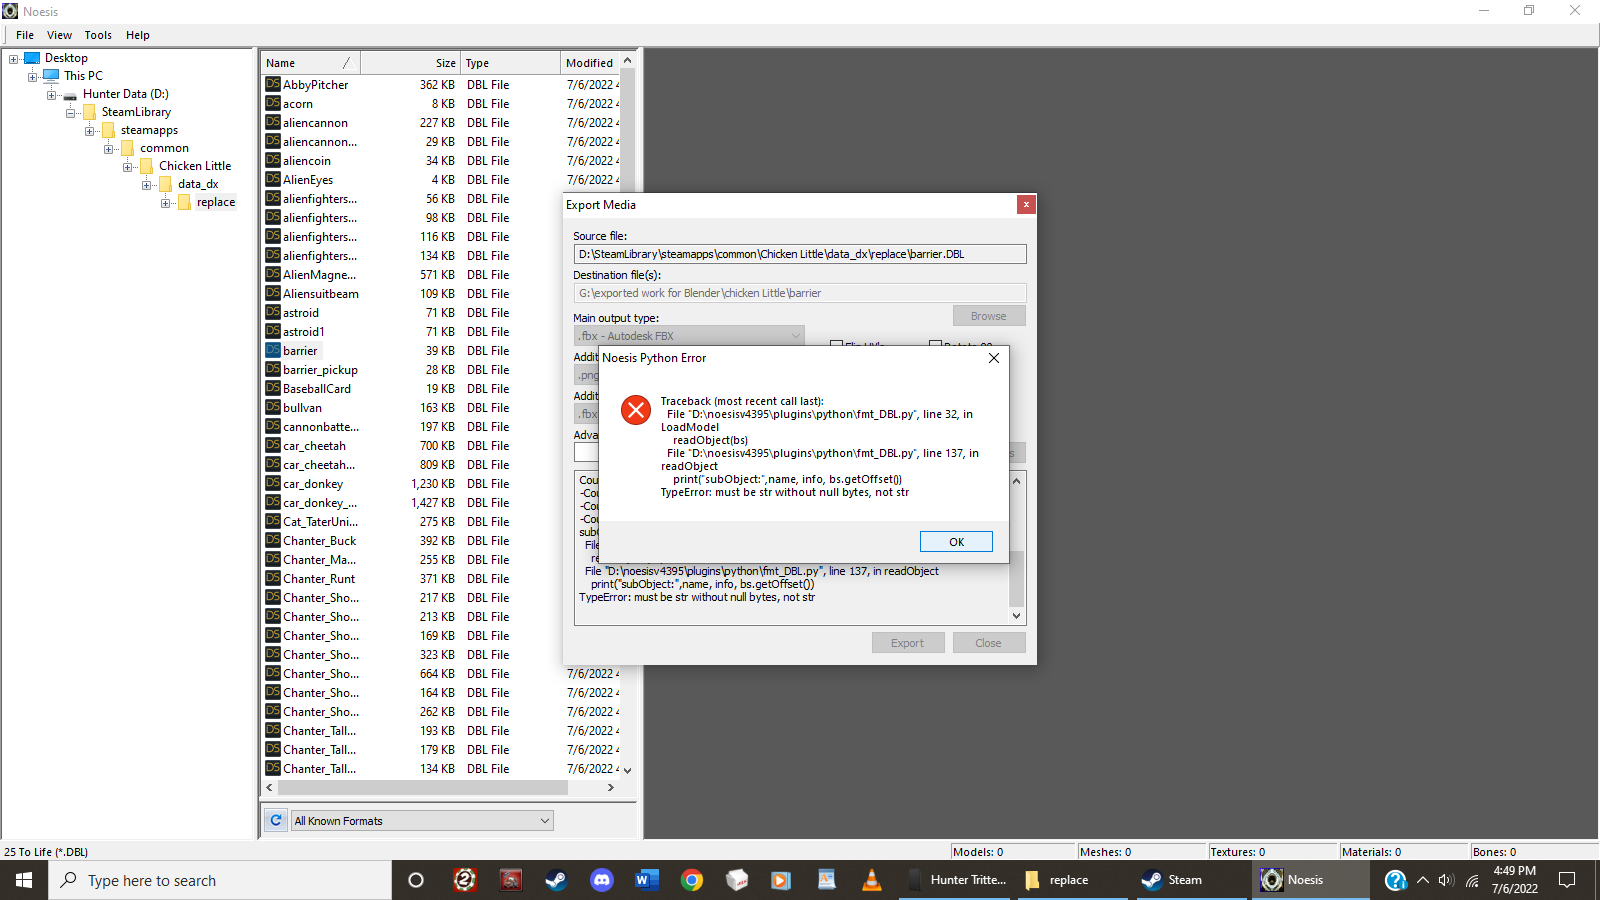 Noesis
File View Tools Help
Desktop
This PC
Hunter Data (D:)
SteamLibrary
steamapps
common
Chicken Little
data_dx
replace
Name Size Type Modified
AbbyPitcher 362 KB DBL File 7/6/2022 4
acorn 8 KB DBL File 7/6/2022 4
aliencannon 227 KB DBL File 7/6/2022 4
aliencannon... 29 KB DBL File 7/6/2022 4
aliencoin 34 KB DBL File 7/6/2022 4
AlienEyes 4 KB DBL File 7/6/2022 4
alienfighters... 56 KB DBL File
alienfighters... 98 KB DBL File
alienfighters... 116 KB DBL File
alienfighters... 134 KB DBL File
AlienMagne... 571 KB DBL File
Aliensuitbeam 109 KB DBL File
astroid 71 KB DBL File
astroid1 71 KB DBL File
barrier 39 KB DBL File
barrier_pickup 28 KB DBL File
BaseballCard 19 KB DBL File
bullvan 163 KB DBL File
cannonbatte... 197 KB DBL File
car_cheetah 700 KB DBL File
car_cheetah... 809 KB DBL File
car_donkey 1,230 KB DBL File
car_donkey_... 1,427 KB DBL File
Cat_TaterUni... 275 KB DBL File
Chanter_Buck 392 KB DBL File
Chanter_Ma... 255 KB DBL File
Chanter_Runt 371 KB DBL File
Chanter_Sho... 217 KB DBL File
Chanter_Sho... 213 KB DBL File
Chanter_Sho... 169 KB DBL File
Chanter_Sho... 323 KB DBL File
Chanter_Sho... 664 KB DBL File 7/6/2022 4
Chanter_Sho... 164 KB DBL File 7/6/2022 4
Chanter_Sho... 262 KB DBL File 7/6/2022 4
Chanter_Tall... 193 KB DBL File 7/6/2022 4
Chanter_Tall... 179 KB DBL File 7/6/2022 4
Chanter_Tall... 134 KB DBL File 7/6/2022 4
All Known Formats
Export Media
Source file:
D:\SteamLibrary\steamapps\common\Chicken Little\data_dx\replace\barrier.DBL
Destination file(s):
G:\exported work for Blender\chicken Little\barrier
Browse
Main output type:
.fbx - Autodesk FBX
Addit
.png
Addit
.fbx
Adva
Noesis Python Error
Traceback (most recent call last):
File "D:\noesisv4395\plugins\python\fmt_DBL.py", line 32, in
LoadModel
readObject(bs)
File "D:\noesisv4395\plugins\python\fmt_DBL.py", line 137, in
readObject
print("subObject:",name, info, bs.getOffset())
TypeError: must be str without null bytes, not str
OK
Cou
-Cou
-Cou
-Cou
subO
File
re
File "D:\noesisv4395\plugins\python\fmt_DBL.py", line 137, in readObject
print("subObject:",name, info, bs.getOffset())
TypeError: must be str without null bytes, not str
Export Close
25 To Life (*.DBL) Models: 0 Meshes: 0 Textures: 0 Materials: 0 Bones: 0
Type here to search
Hunter Tritte... replace Steam Noesis
4:49 PM
7/6/2022